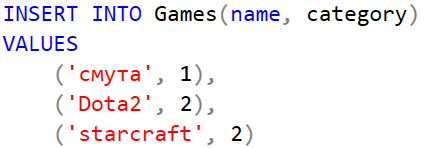 INSERT INTO Games(name, category)
VALUES
('смута', 1),
('Dota2', 2),
('starcraft', 2)